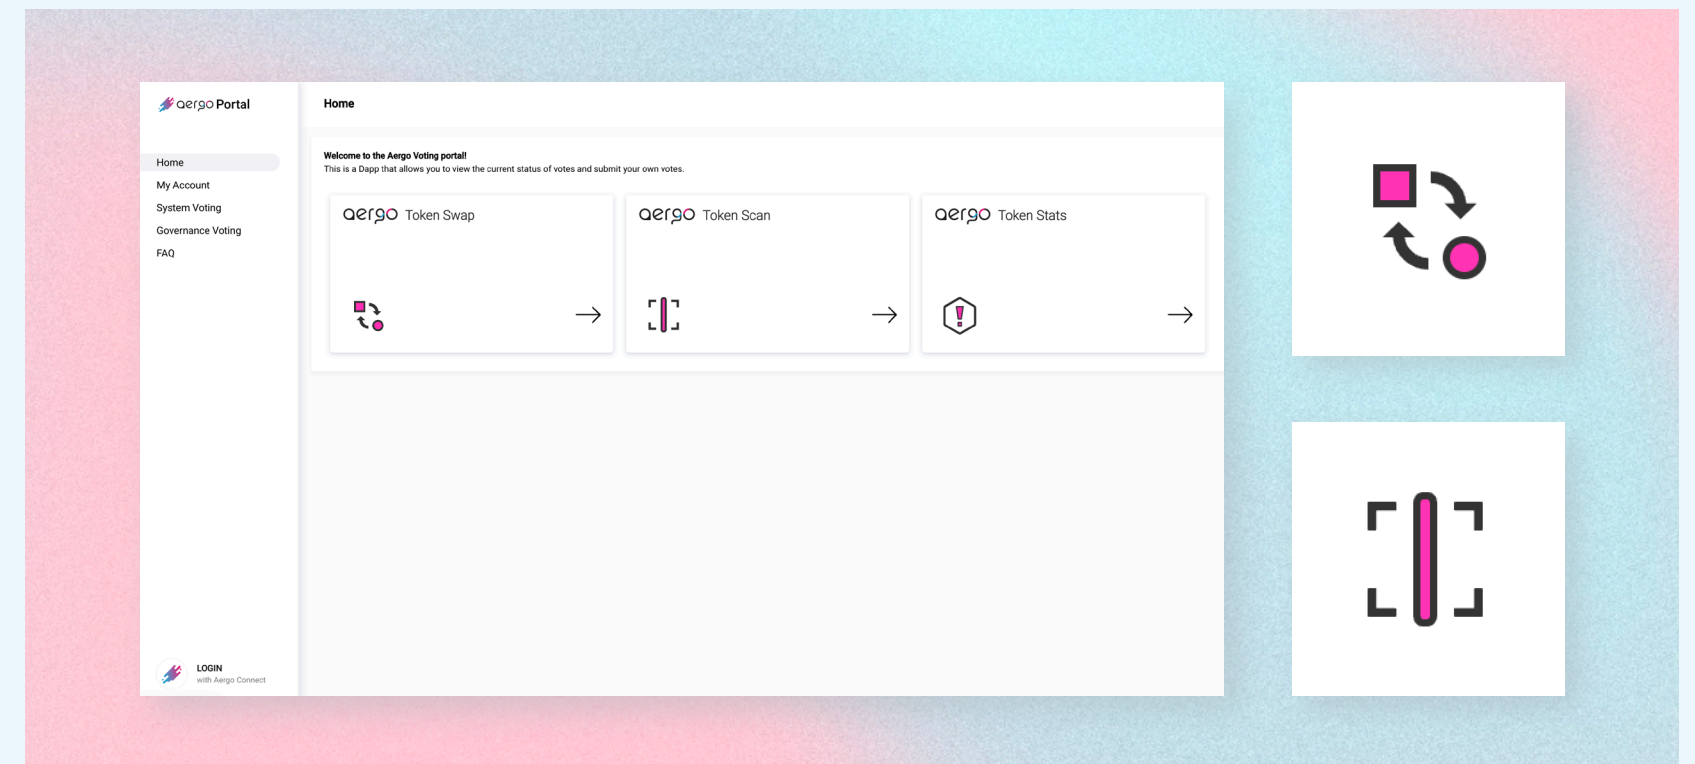 aergo Portal
Home
My Account
System Voting
Governance Voting
FAQ
LOGIN
with Aergo Connect
Home
Welcome to the Aergo Voting portal!
This is a Dapp that allows you to view the current status of votes and submit your own votes.
aergo Token Swap
aergo Token Scan
aergo Token Stats